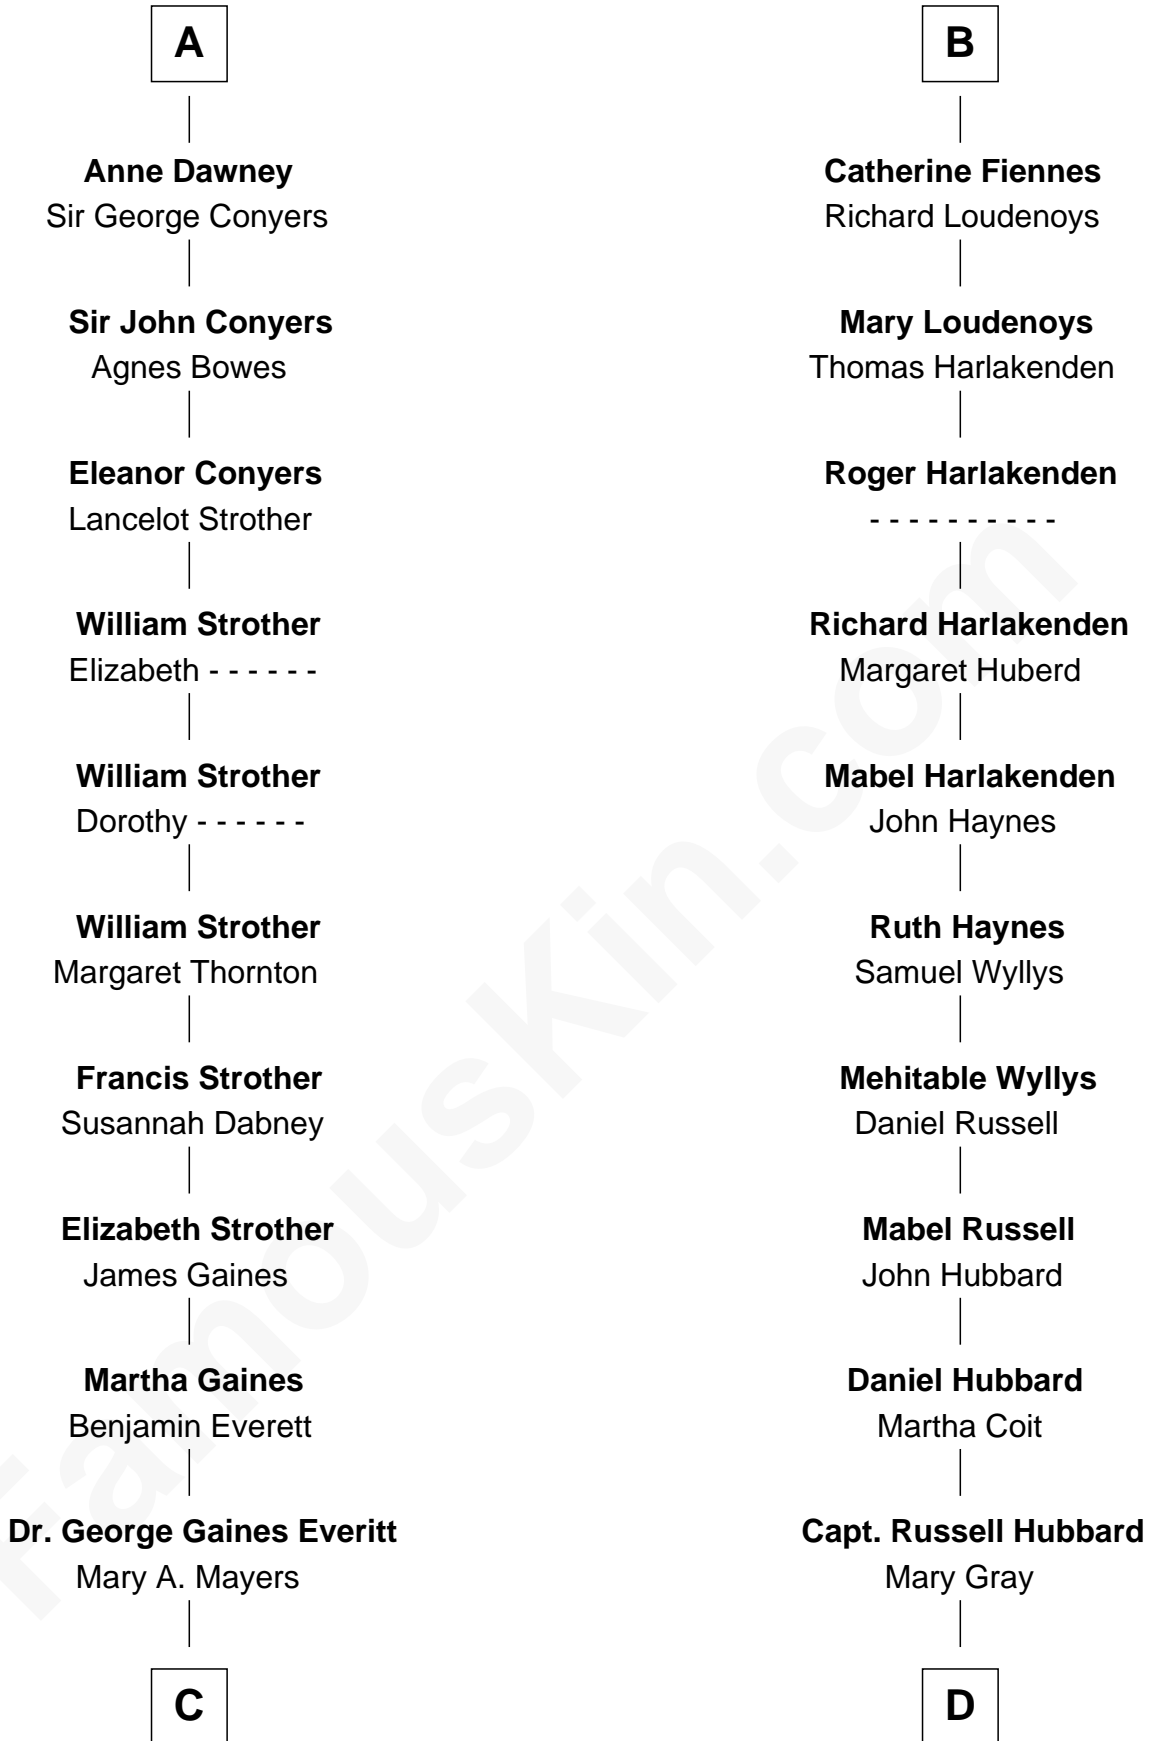 A
Anne Dawney
Sir George Conyers
Sir John Conyers
Agnes Bowes
Eleanor Conyers
Lancelot Strother
William Strother
Elizabeth - - - - - -
William Strother
Dorothy - - - - - -
William Strother
Margaret Thornton
Francis Strother
Susannah Dabney
Elizabeth Strother
James Gaines
Martha Gaines
Benjamin Everett
Dr. George Gaines Everitt
Mary A. Mayers
C
B
Catherine Fiennes
Richard Loudenoys
Mary Loudenoys
Thomas Harlakenden
Roger Harlakenden
- - - - - - - - - -
Richard Harlakenden
Margaret Huberd
Mabel Harlakenden
John Haynes
Ruth Haynes
Samuel Wyllys
Mehitable Wyllys
Daniel Russell
Mabel Russell
John Hubbard
Daniel Hubbard
Martha Coit
Capt. Russell Hubbard
Mary Gray
D
FamousKin.com